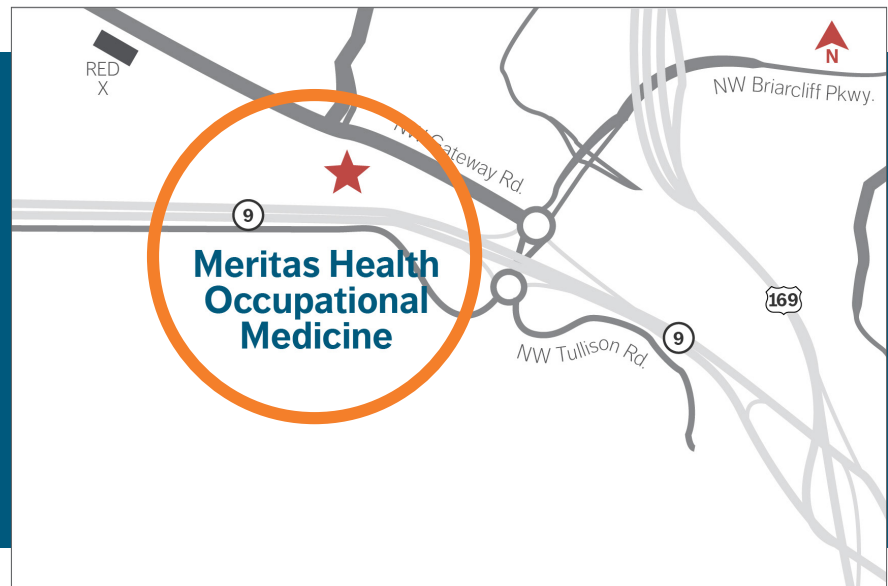 RED
X
N
NW Briarcliff Pkwy.
NW Gateway Rd.
9
Meritas Health
Occupational
Medicine
169
9
NW Tullison Rd.